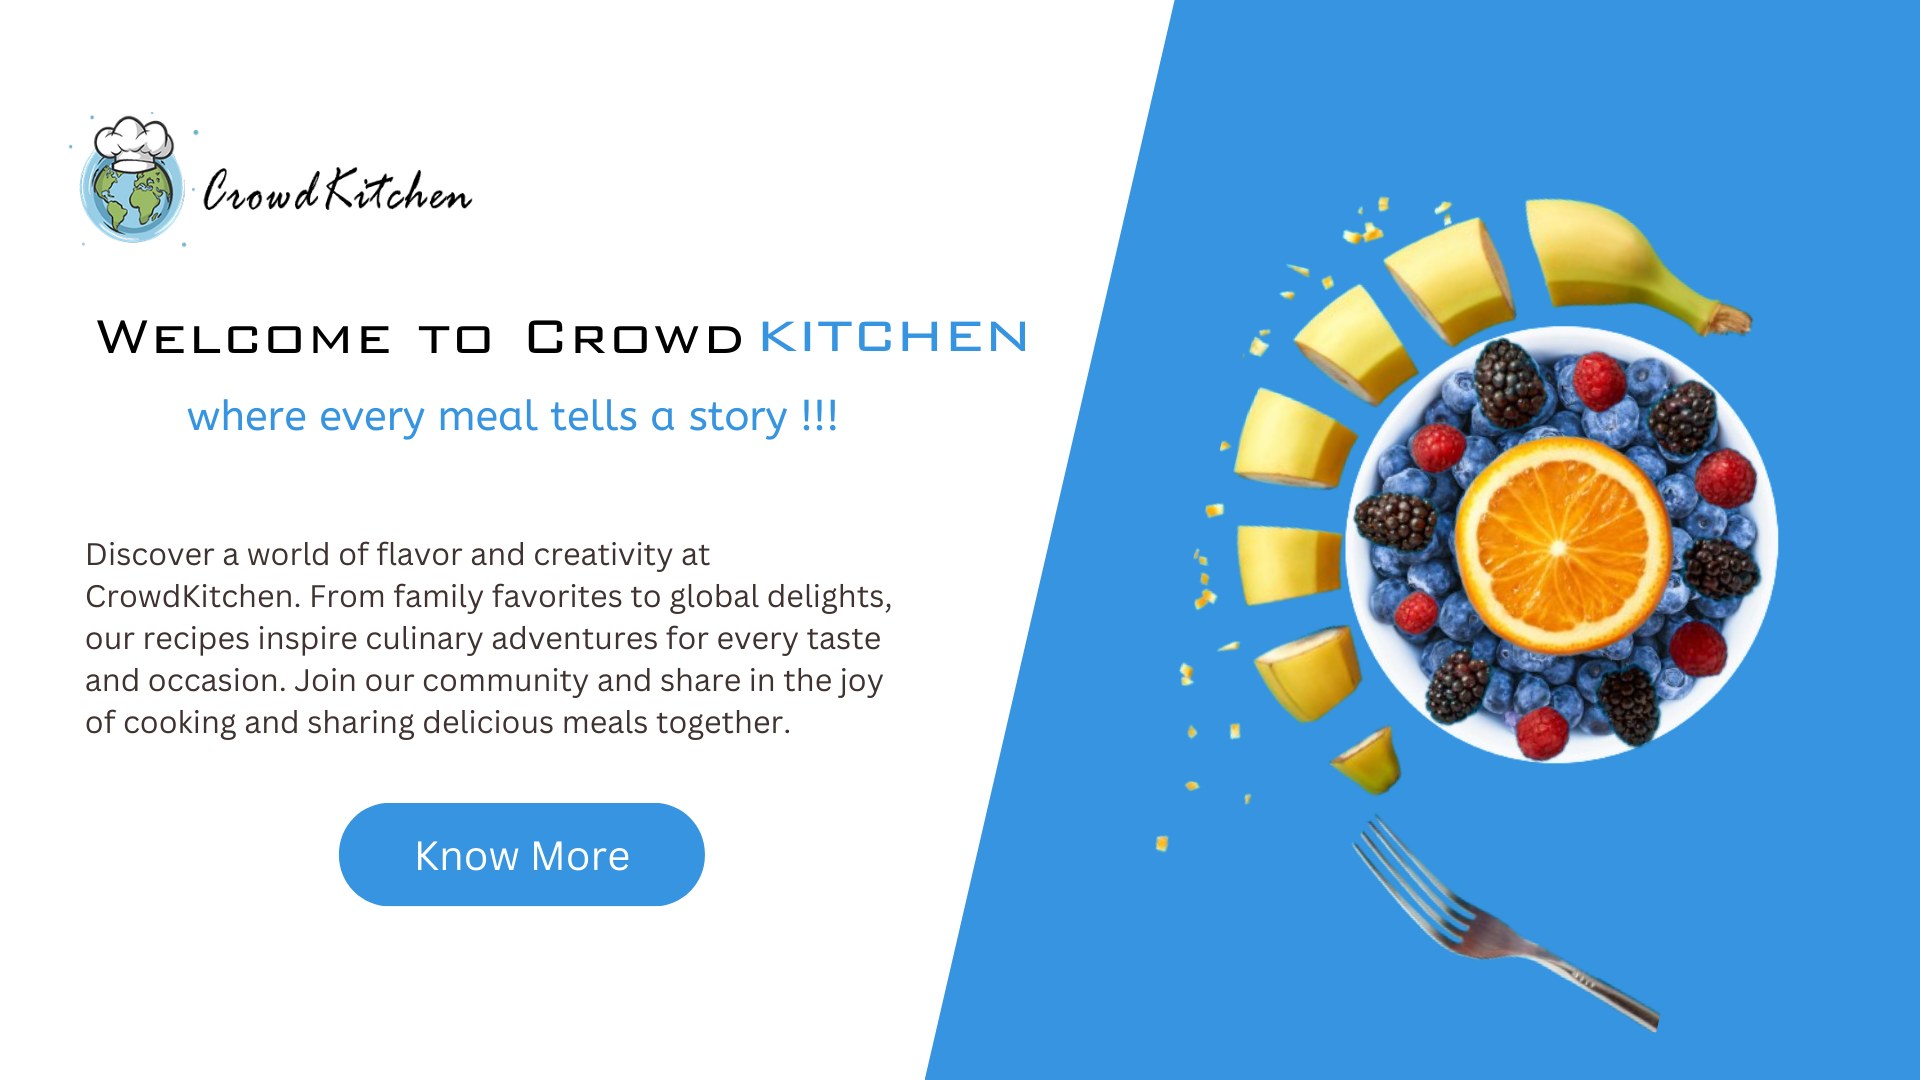 CrowdKitchen
Welcome to Crowd KITCHEN
where every meal tells a story !!!
Discover a world of flavor and creativity at
CrowdKitchen. From family favorites to global delights,
our recipes inspire culinary adventures for every taste
and occasion. Join our community and share in the joy
of cooking and sharing delicious meals together.
Know More